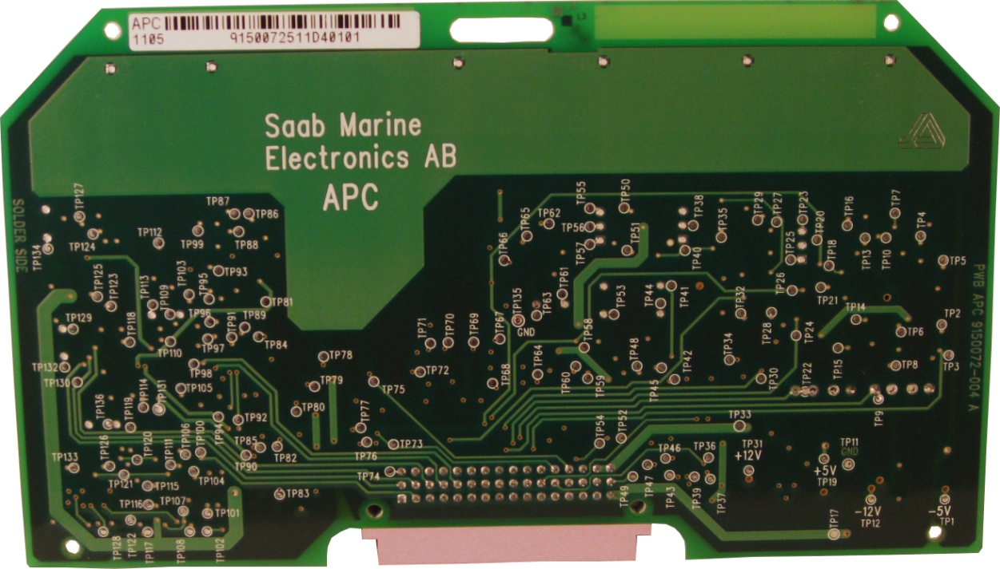 APC
1105 9150072511D40101
L3
Saab Marine
Electronics AB
APC
SOLDER SIDE
PWB APC 9150072-004 A
TP127
TP87
TP86
TP124
TP112
TP99
TP88
TP134
TP125
TP123
TP113
TP109
TP103
TP95
TP93
TP81
TP129
TP118
TP110
TP96
TP91
TP89
TP97
TP84
TP132
TP130
TP98
TP105
TP114
TP131
TP78
TP79
TP136
TP119
TP94
TP92
TP80
TP126
TP120
TP111
TP106
TP100
TP85
TP90
TP82
TP133
TP121
TP115
TP104
TP83
TP116
TP107
TP101
TP128
TP122
TP117
TP108
TP102
TP71
TP70
TP69
TP67
TP72
TP75
TP68
TP77
TP76
TP73
TP74
TP55
TP50
TP65
TP62
TP56
TP57
TP51
TP66
TP38
TP35
TP40
TP29
TP27
TP23
TP25
TP20
TP18
TP16
TP13
TP10
TP7
TP4
TP5
TP135
GND
TP63
TP61
TP53
TP44
TP41
TP32
TP26
TP28
TP21
TP14
TP24
TP6
TP2
TP58
TP64
TP60
TP59
TP48
TP45
TP42
TP34
TP30
TP22
TP15
TP8
TP3
TP9
TP54
TP52
TP33
TP49
TP47
TP46
TP43
TP36
TP39
TP37
TP31
+12V
+5V
TP19
TP11
GND
TP17
-12V
TP12
-5V
TP1